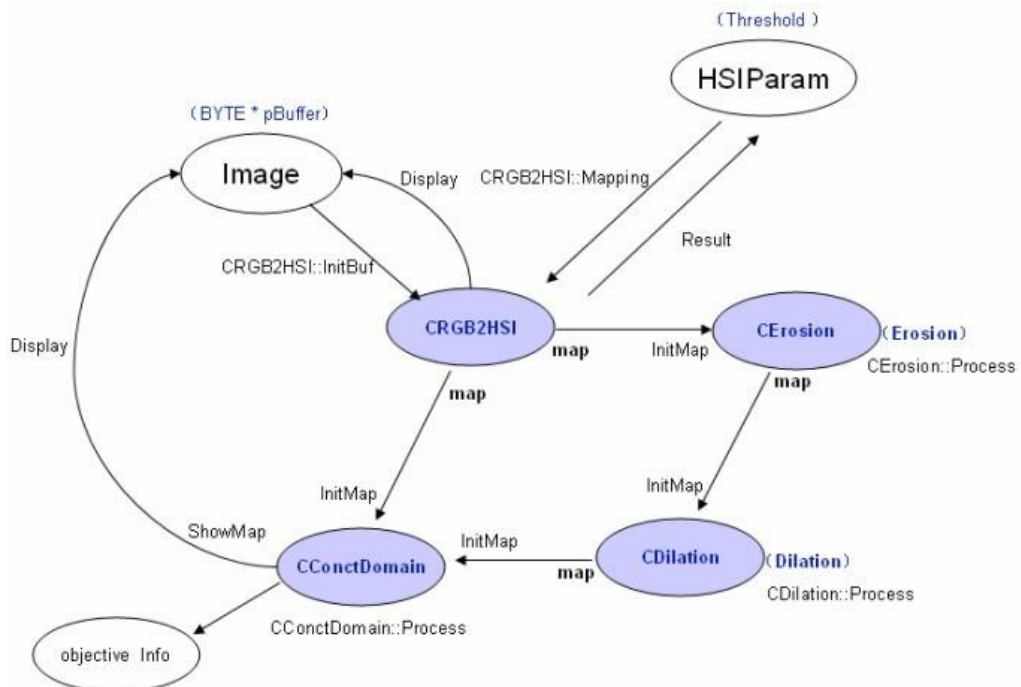 (Threshold )
HSIParam
(BYTE * pBuffer)
Image
Display
CRGB2HSI::Mapping
Result
CRGB2HSI::InitBuf
CRGB2HSI
map
InitMap
CErosion
(Erosion)
CErosion::Process
map
map
Display
InitMap
InitMap
ShowMap
InitMap
CConctDomain
CConctDomain::Process
map
CDilation
(Dilation)
CDilation::Process
objective Info